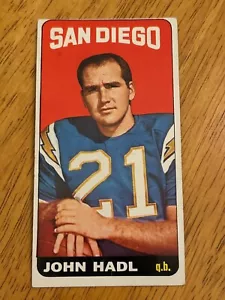 SAN DIEGO
21
JOHN HADL q.b.